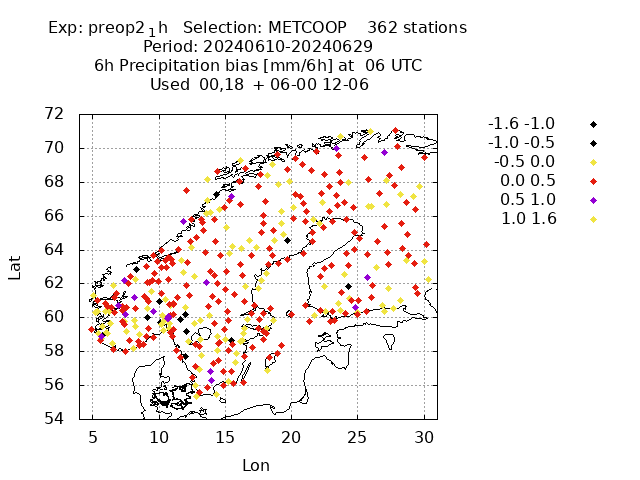 Exp: preop2₁h   Selection: METCOOP    362 stations
Period: 20240610-20240629
6h Precipitation bias [mm/6h] at  06 UTC
Used 00,18  + 06-00 12-06
-1.6 -1.0
-1.0 -0.5
-0.5 0.0
0.0 0.5
0.5 1.0
1.0 1.6
Lat
72
70
68
66
64
62
60
58
56
54
5 10 15 20 25 30
Lon